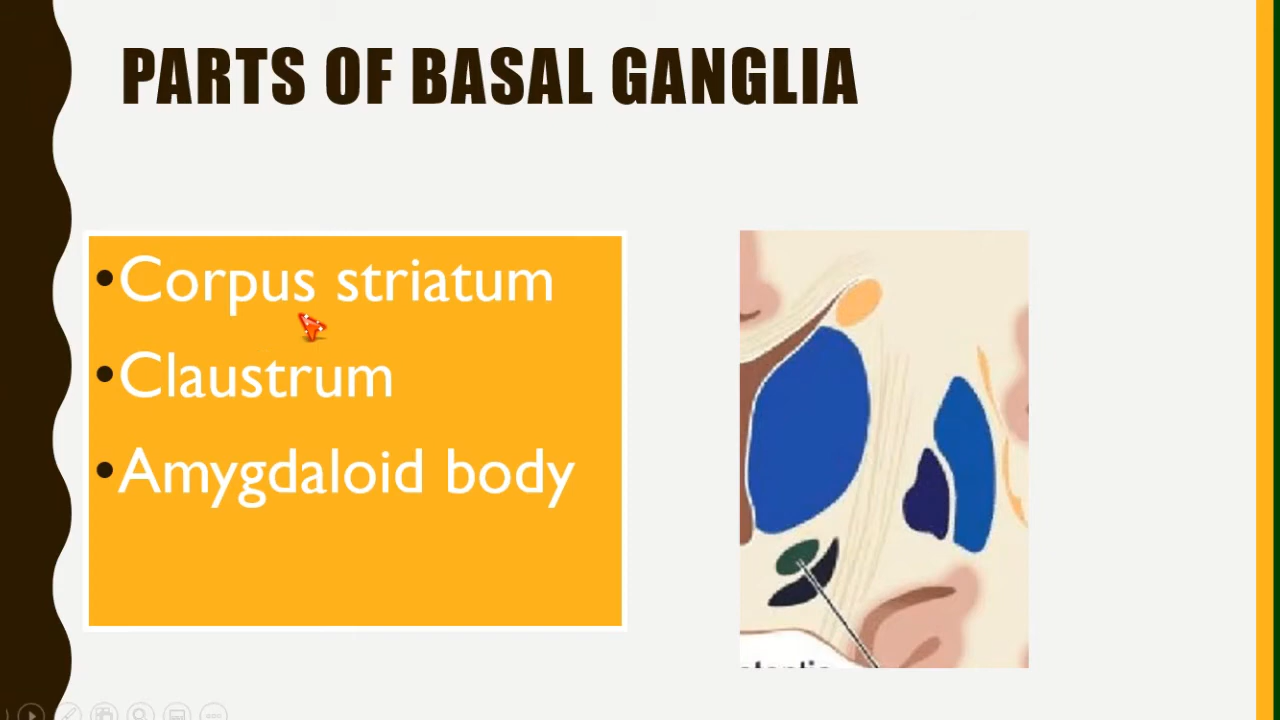 PARTS OF BASAL GANGLIA
•Corpus striatum
•Claustrum
•Amygdaloid body